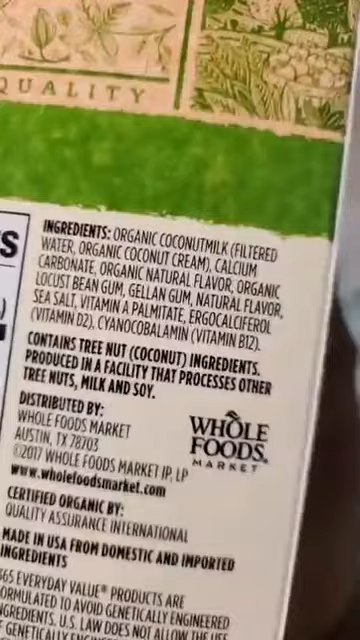 QUALITY
S
INGREDIENTS: ORGANIC COCONUTMILK (FILTERED
WATER, ORGANIC COCONUT CREAM), CALCIUM
CARBONATE, ORGANIC NATURAL FLAVOR, ORGANIC
LOCUST BEAN GUM, GELLAN GUM, NATURAL FLAVOR,
SEA SALT, VITAMIN A PALMITATE, ERGOCALCIFEROL
(VITAMIN D2), CYANOCOBALAMIN (VITAMIN B12).
)
CONTAINS TREE NUT (COCONUT) INGREDIENTS.
PRODUCED IN A FACILITY THAT PROCESSES OTHER
TREE NUTS, MILK AND SOY.
DISTRIBUTED BY:
WHOLE FOODS MARKET
AUSTIN, TX 78703
©2017 WHOLE FOODS MARKET IP, LP
www.wholefoodsmarket.com
WHOLE
FOODS
MARKET
CERTIFIED ORGANIC BY:
QUALITY ASSURANCE INTERNATIONAL
MADE IN USA FROM DOMESTIC AND IMPORTED
INGREDIENTS
365 EVERYDAY VALUE® PRODUCTS ARE
FORMULATED TO AVOID GENETICALLY ENGINEERED
INGREDIENTS. U.S. LAW DOES NOT ALLOW THE USE
OF GENETICALLY